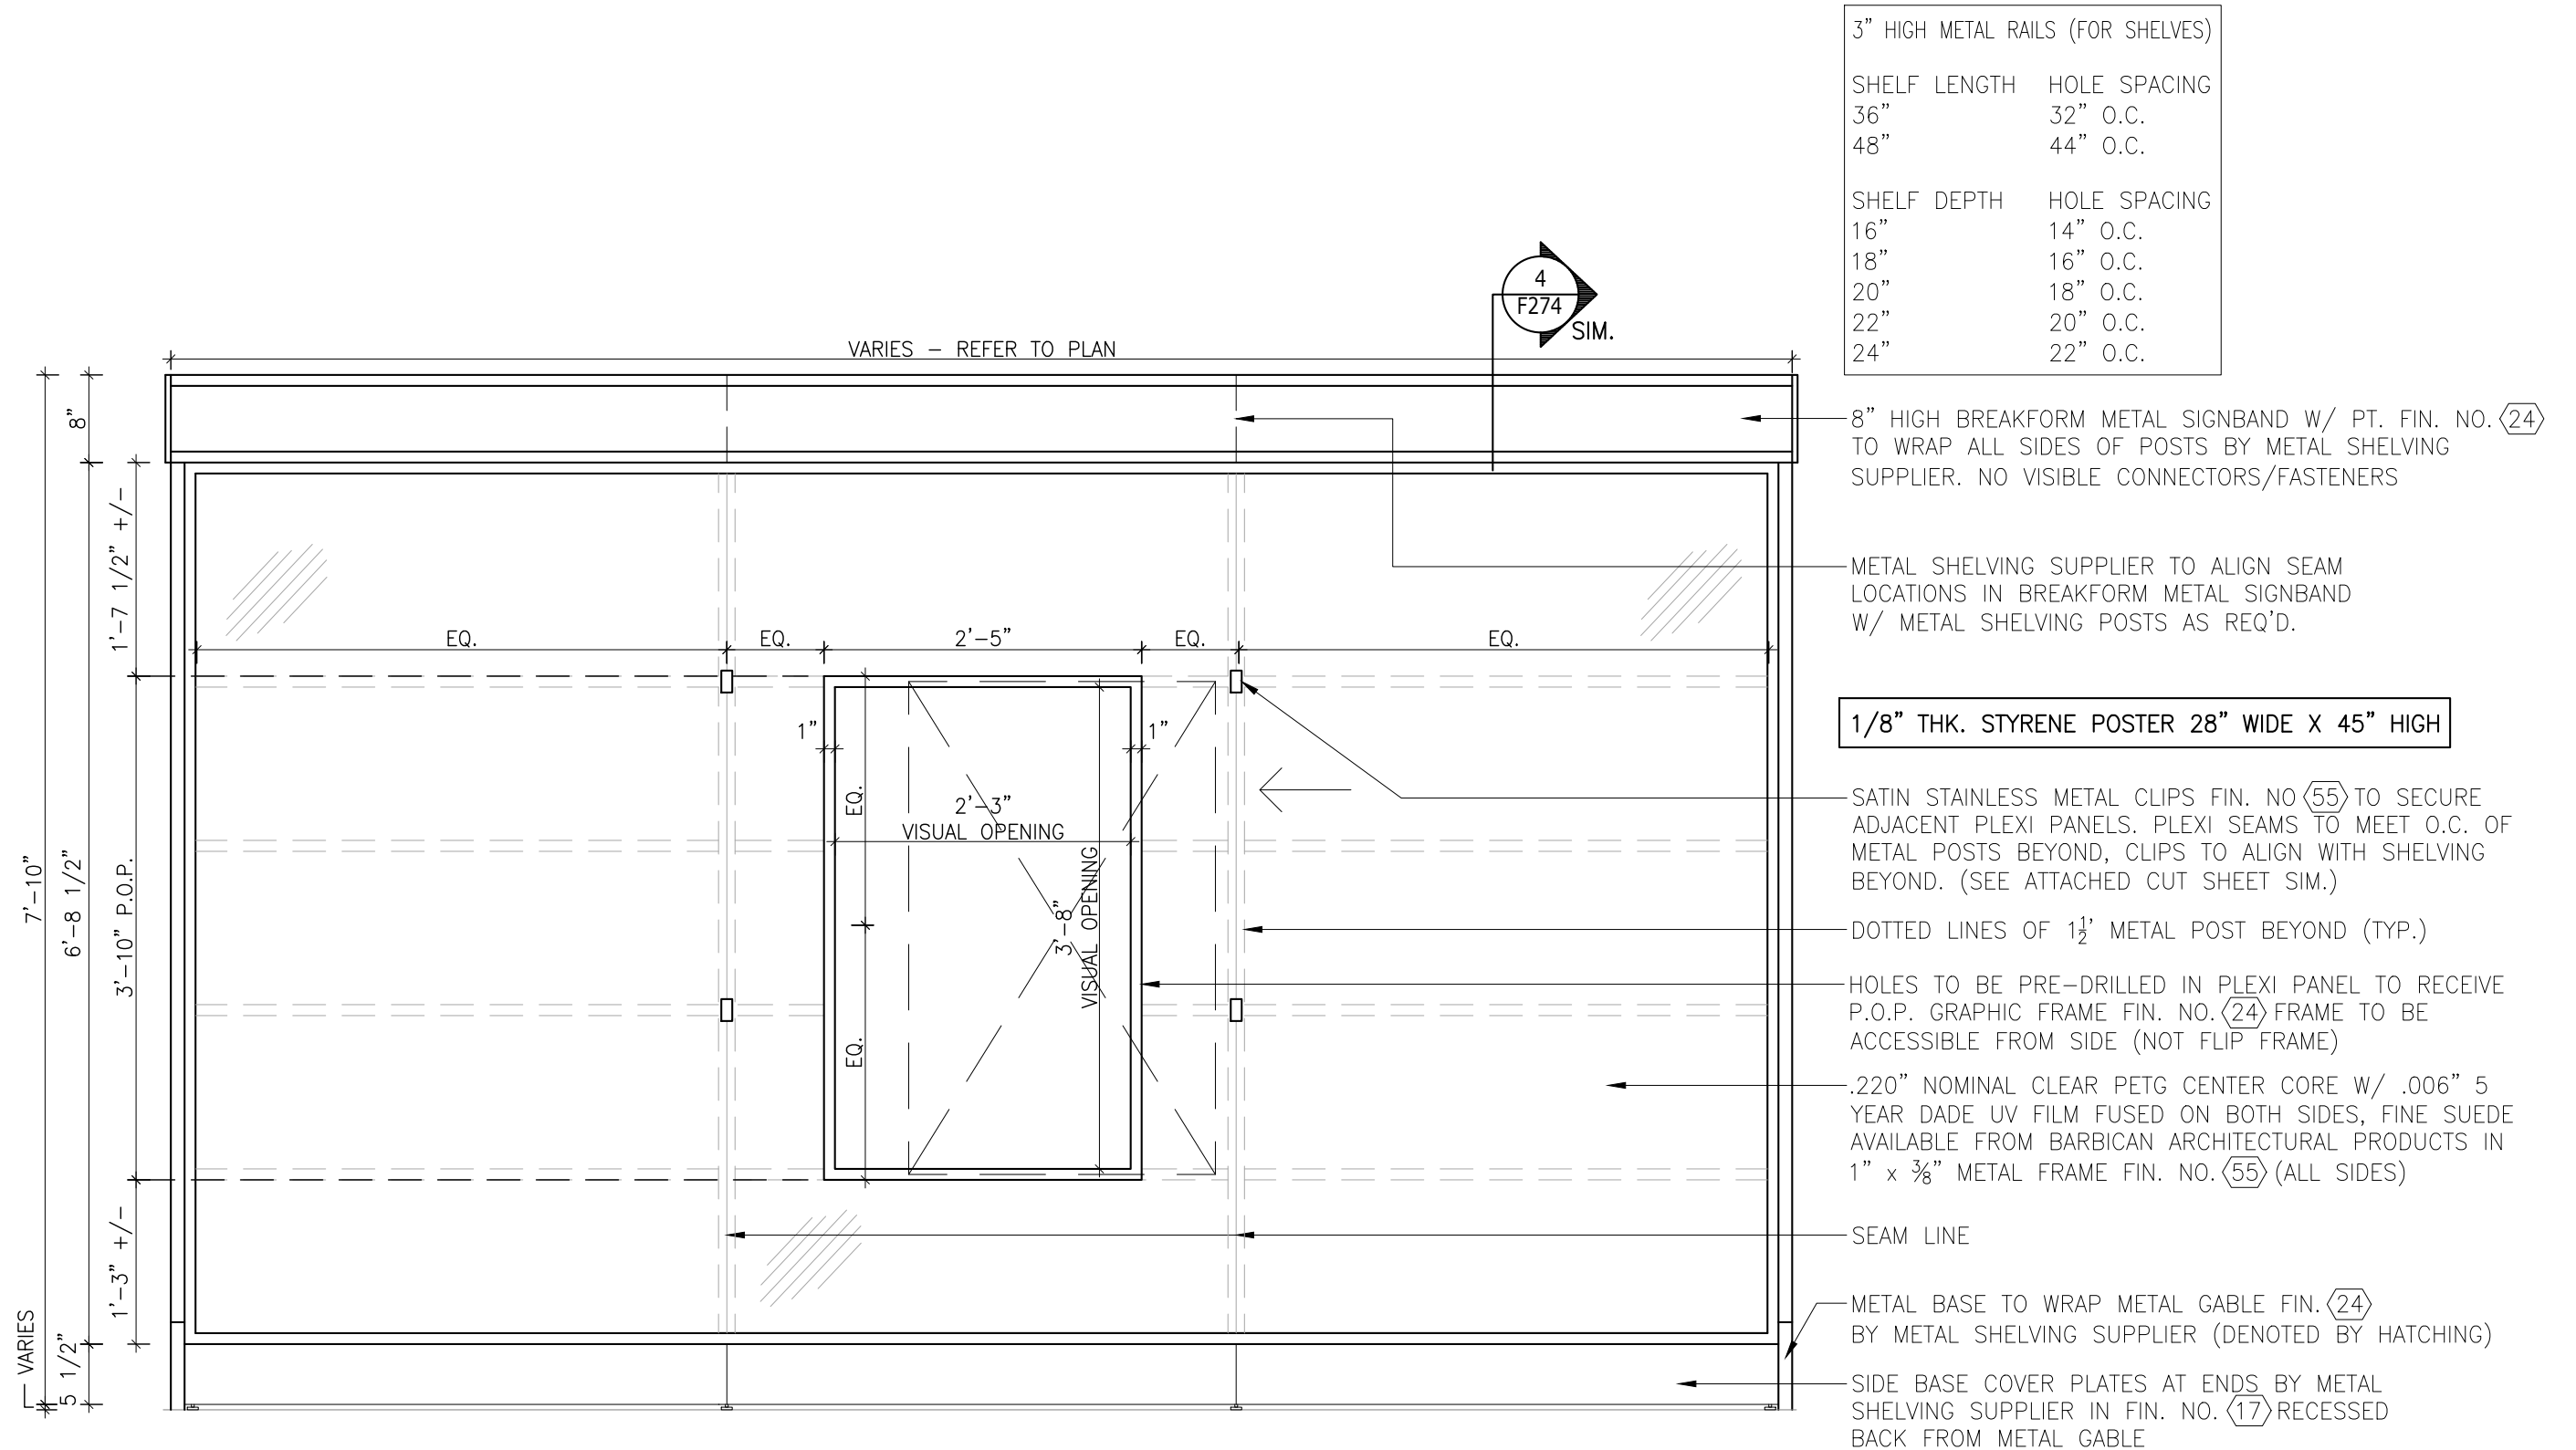 3” HIGH METAL RAILS (FOR SHELVES)
SHELF LENGTH HOLE SPACING
36” 32” O.C.
48” 44” O.C.
SHELF DEPTH HOLE SPACING
16” 14” O.C.
18” 16” O.C.
20” 18” O.C.
22” 20” O.C.
24” 22” O.C.
4
F274
SIM.
VARIES – REFER TO PLAN
8”
1’–7 1/2” +/–
7’–10”
6’–8 1/2”
3’–10” P.O.P.
1’–3” +/–
VARIES
5 1/2”
EQ. EQ. 2’–5” EQ. EQ.
1” 1”
EQ.
2’–3”
VISUAL OPENING
3’–8”
VISUAL OPENING
EQ.
8” HIGH BREAKFORM METAL SIGNBAND W/ PT. FIN. NO. 24
TO WRAP ALL SIDES OF POSTS BY METAL SHELVING
SUPPLIER. NO VISIBLE CONNECTORS/FASTENERS
METAL SHELVING SUPPLIER TO ALIGN SEAM
LOCATIONS IN BREAKFORM METAL SIGNBAND
W/ METAL SHELVING POSTS AS REQ’D.
1/8” THK. STYRENE POSTER 28” WIDE X 45” HIGH
SATIN STAINLESS METAL CLIPS FIN. NO 55 TO SECURE
ADJACENT PLEXI PANELS. PLEXI SEAMS TO MEET O.C. OF
METAL POSTS BEYOND, CLIPS TO ALIGN WITH SHELVING
BEYOND. (SEE ATTACHED CUT SHEET SIM.)
DOTTED LINES OF 1½’ METAL POST BEYOND (TYP.)
HOLES TO BE PRE–DRILLED IN PLEXI PANEL TO RECEIVE
P.O.P. GRAPHIC FRAME FIN. NO. 24 FRAME TO BE
ACCESSIBLE FROM SIDE (NOT FLIP FRAME)
.220” NOMINAL CLEAR PETG CENTER CORE W/ .006” 5
YEAR DADE UV FILM FUSED ON BOTH SIDES, FINE SUEDE
AVAILABLE FROM BARBICAN ARCHITECTURAL PRODUCTS IN
1” x ⅜” METAL FRAME FIN. NO. 55 (ALL SIDES)
SEAM LINE
METAL BASE TO WRAP METAL GABLE FIN. 24
BY METAL SHELVING SUPPLIER (DENOTED BY HATCHING)
SIDE BASE COVER PLATES AT ENDS BY METAL
SHELVING SUPPLIER IN FIN. NO. 17 RECESSED
BACK FROM METAL GABLE